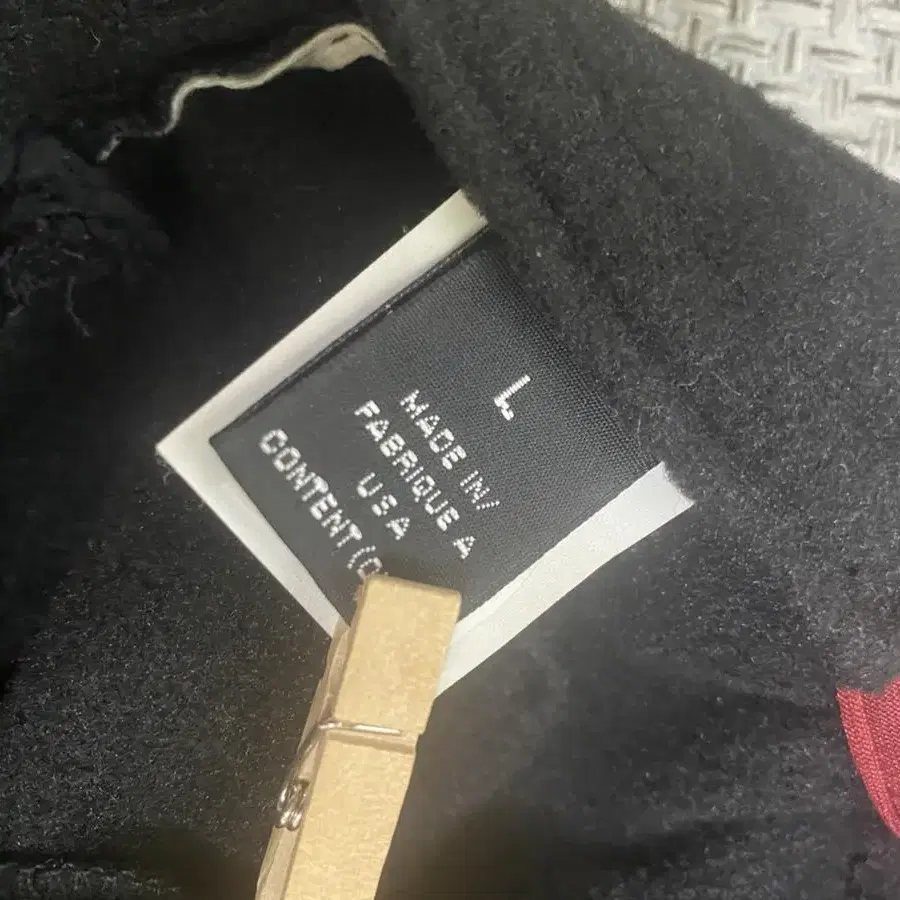 L
MADE IN/
FABRIQUE A
USA
CONTENT (